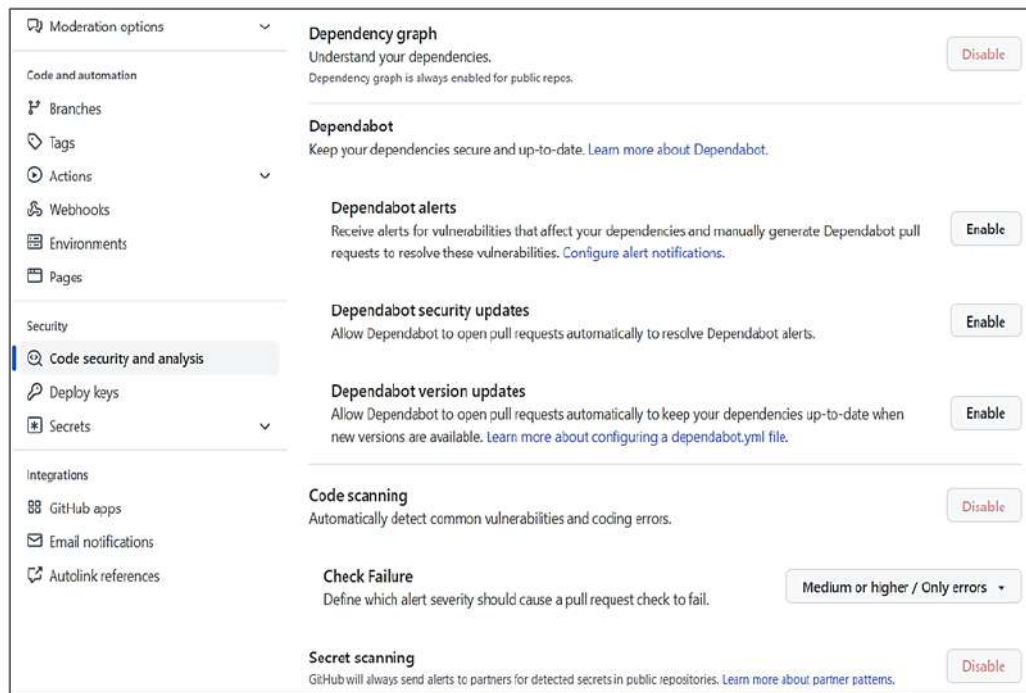 Moderation options
Code and automation
Branches
Tags
Actions
Webhooks
Environments
Pages
Security
Code security and analysis
Deploy keys
Secrets
Integrations
GitHub apps
Email notifications
Autolink references
Dependency graph
Understand your dependencies.
Dependency graph is always enabled for public repos.
Disable
Dependabot
Keep your dependencies secure and up-to-date. Learn more about Dependabot.
Dependabot alerts
Receive alerts for vulnerabilities that affect your dependencies and manually generate Dependabot pull
requests to resolve these vulnerabilities. Configure alert notifications.
Enable
Dependabot security updates
Allow Dependabot to open pull requests automatically to resolve Dependabot alerts.
Enable
Dependabot version updates
Allow Dependabot to open pull requests automatically to keep your dependencies up-to-date when
new versions are available. Learn more about configuring a dependabot.yml file.
Enable
Code scanning
Automatically detect common vulnerabilities and coding errors.
Disable
Check Failure
Define which alert severity should cause a pull request check to fail.
Medium or higher / Only errors
Secret scanning
GitHub will always send alerts to partners for detected secrets in public repositories. Learn more about partner patterns.
Disable